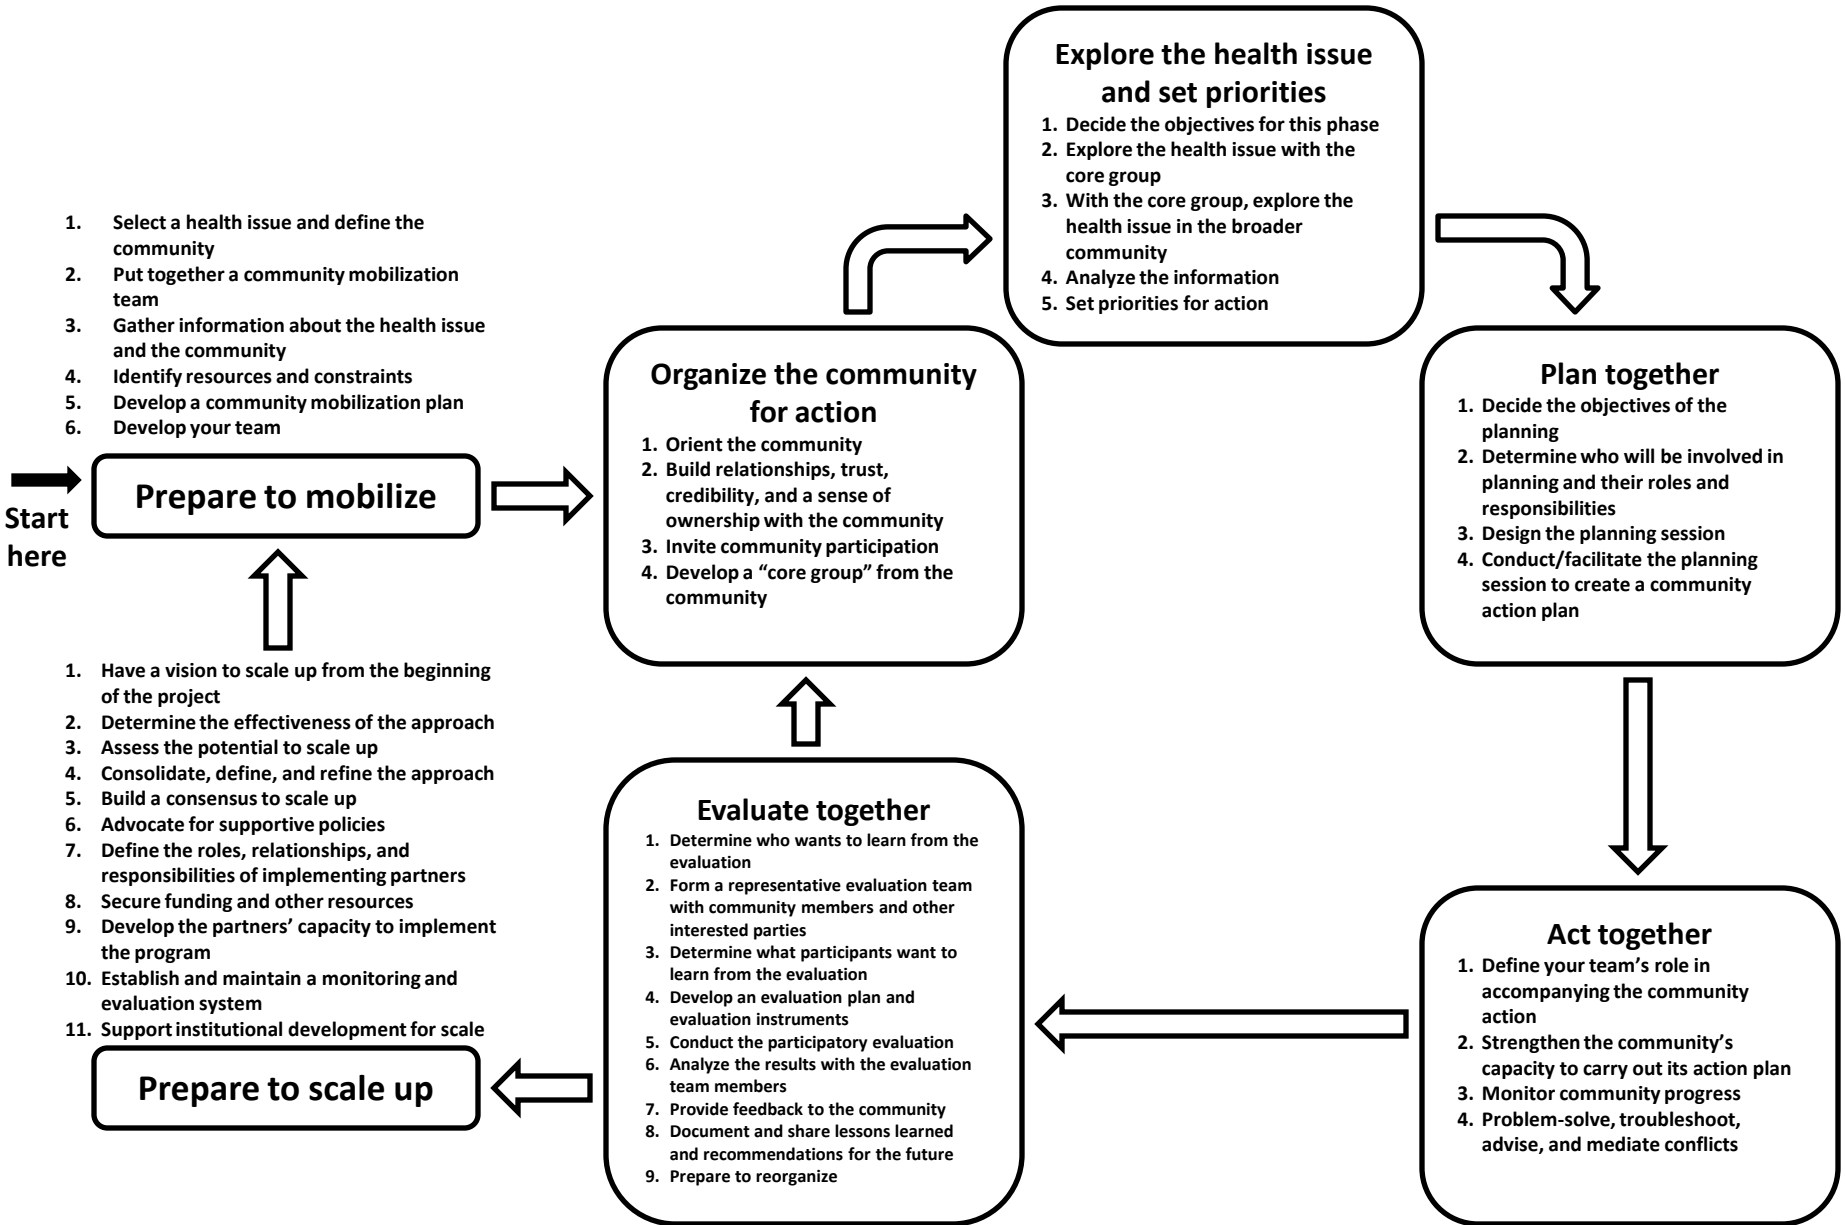 Explore the health issue
and set priorities
1. Decide the objectives for this phase
2. Explore the health issue with the
core group
3. With the core group, explore the
health issue in the broader
community
4. Analyze the information
5. Set priorities for action
1. Select a health issue and define the
community
2. Put together a community mobilization
team
3. Gather information about the health issue
and the community
4. Identify resources and constraints
5. Develop a community mobilization plan
6. Develop your team
Start
here
Prepare to mobilize
Organize the community
for action
1. Orient the community
2. Build relationships, trust,
credibility, and a sense of
ownership with the community
3. Invite community participation
4. Develop a “core group” from the
community
Plan together
1. Decide the objectives of the
planning
2. Determine who will be involved in
planning and their roles and
responsibilities
3. Design the planning session
4. Conduct/facilitate the planning
session to create a community
action plan
1. Have a vision to scale up from the beginning
of the project
2. Determine the effectiveness of the approach
3. Assess the potential to scale up
4. Consolidate, define, and refine the approach
5. Build a consensus to scale up
6. Advocate for supportive policies
7. Define the roles, relationships, and
responsibilities of implementing partners
8. Secure funding and other resources
9. Develop the partners’ capacity to implement
the program
10. Establish and maintain a monitoring and
evaluation system
11. Support institutional development for scale
Prepare to scale up
Evaluate together
1. Determine who wants to learn from the
evaluation
2. Form a representative evaluation team
with community members and other
interested parties
3. Determine what participants want to
learn from the evaluation
4. Develop an evaluation plan and
evaluation instruments
5. Conduct the participatory evaluation
6. Analyze the results with the evaluation
team members
7. Provide feedback to the community
8. Document and share lessons learned
and recommendations for the future
9. Prepare to reorganize
Act together
1. Define your team’s role in
accompanying the community
action
2. Strengthen the community’s
capacity to carry out its action plan
3. Monitor community progress
4. Problem-solve, troubleshoot,
advise, and mediate conflicts